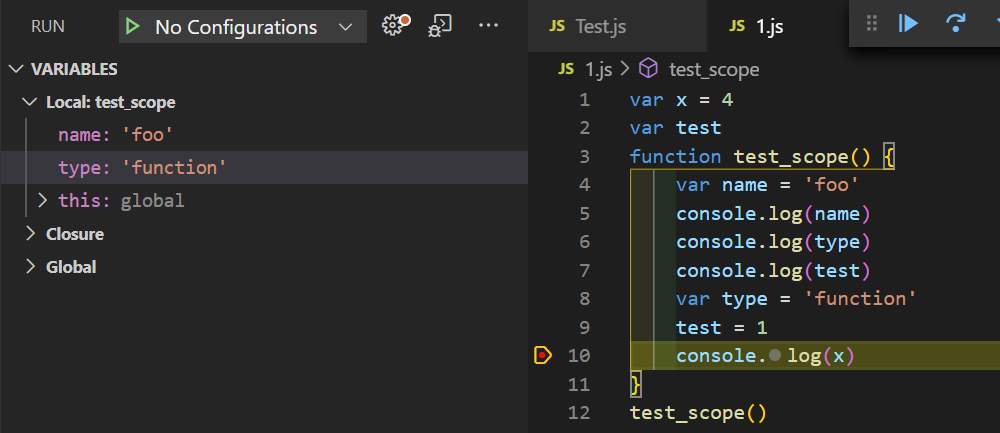 RUN
No Configurations
VARIABLES
Local: test_scope
name: 'foo'
type: 'function'
this: global
Closure
Global
JS Test.js
JS 1.js
JS 1.js > test_scope
1 var x = 4
2 var test
3 function test_scope() {
4 var name = 'foo'
5 console.log(name)
6 console.log(type)
7 console.log(test)
8 var type = 'function'
9 test = 1
10 console.log(x)
11 }
12 test_scope()